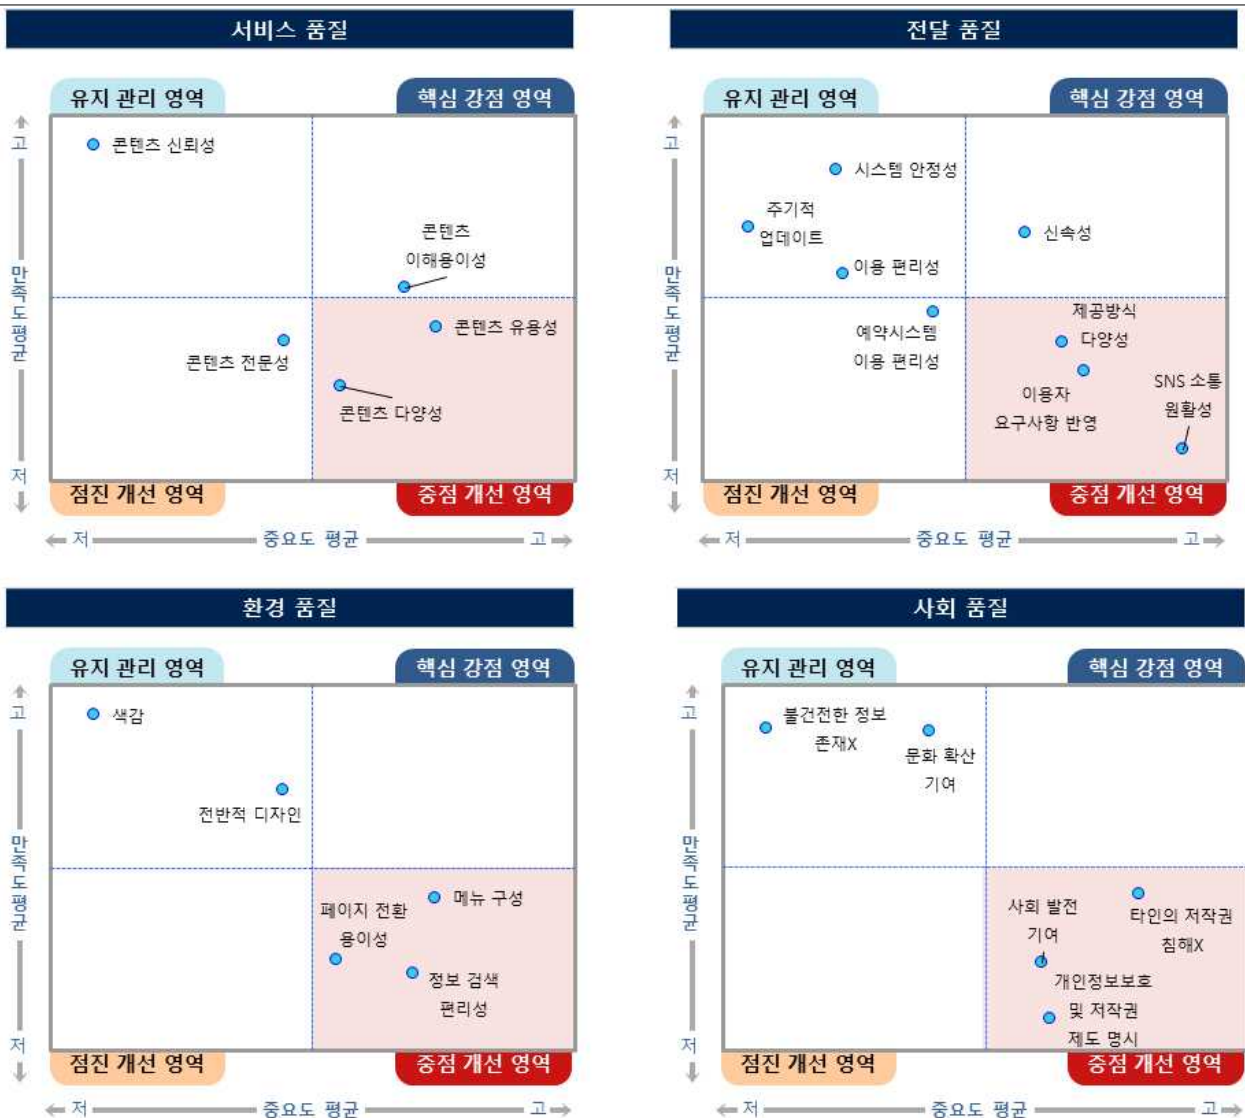 서비스 품질
유지 관리 영역
핵심 강점 영역
고
콘텐츠 신뢰성
콘텐츠
이해용이성
만족도평균
콘텐츠 유용성
콘텐츠 전문성
콘텐츠 다양성
저
점진 개선 영역
중점 개선 영역
저
중요도 평균
고
전달 품질
유지 관리 영역
핵심 강점 영역
고
시스템 안정성
주기적
업데이트
신속성
이용 편리성
만족도평균
예약시스템
이용 편리성
제공방식
다양성
이용자
요구사항 반영
SNS 소통
원활성
저
점진 개선 영역
중점 개선 영역
저
중요도 평균
고
환경 품질
유지 관리 영역
핵심 강점 영역
고
색감
전반적 디자인
만족도평균
페이지 전환
용이성
메뉴 구성
정보 검색
편리성
저
점진 개선 영역
중점 개선 영역
저
중요도 평균
고
사회 품질
유지 관리 영역
핵심 강점 영역
고
불건전한 정보
존재X
문화 확산
기여
만족도평균
사회 발전
기여
타인의 저작권
침해X
개인정보보호
및 저작권
제도 명시
저
점진 개선 영역
중점 개선 영역
저
중요도 평균
고